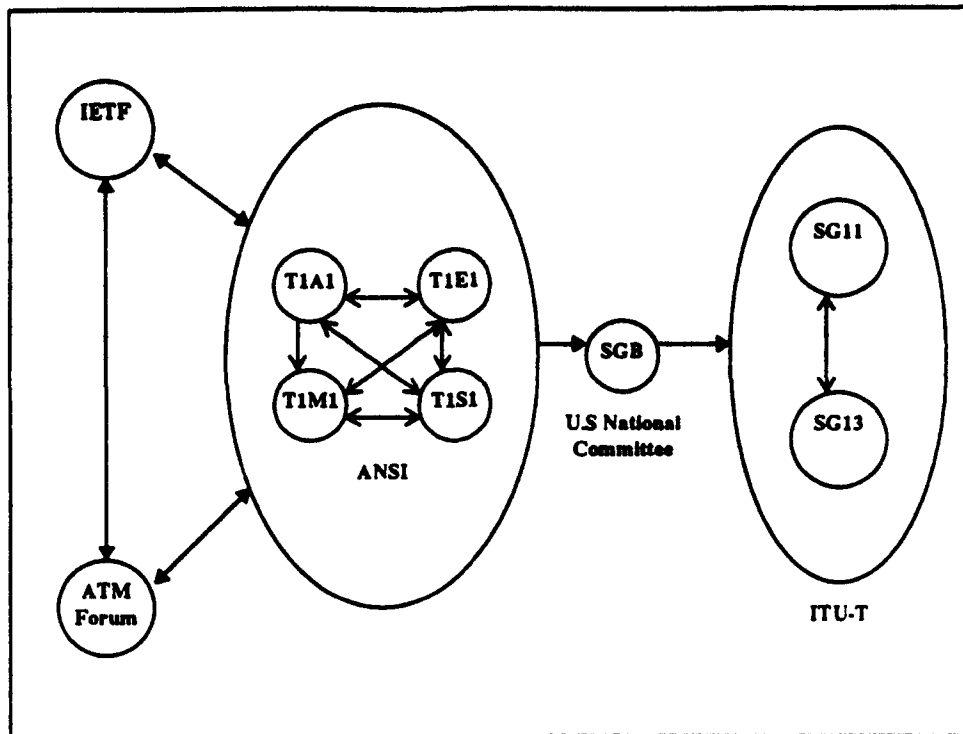 IETF
T1A1
T1E1
T1M1
T1S1
ANSI
ATM
Forum
SGB
U.S National
Committee
SG11
SG13
ITU-T